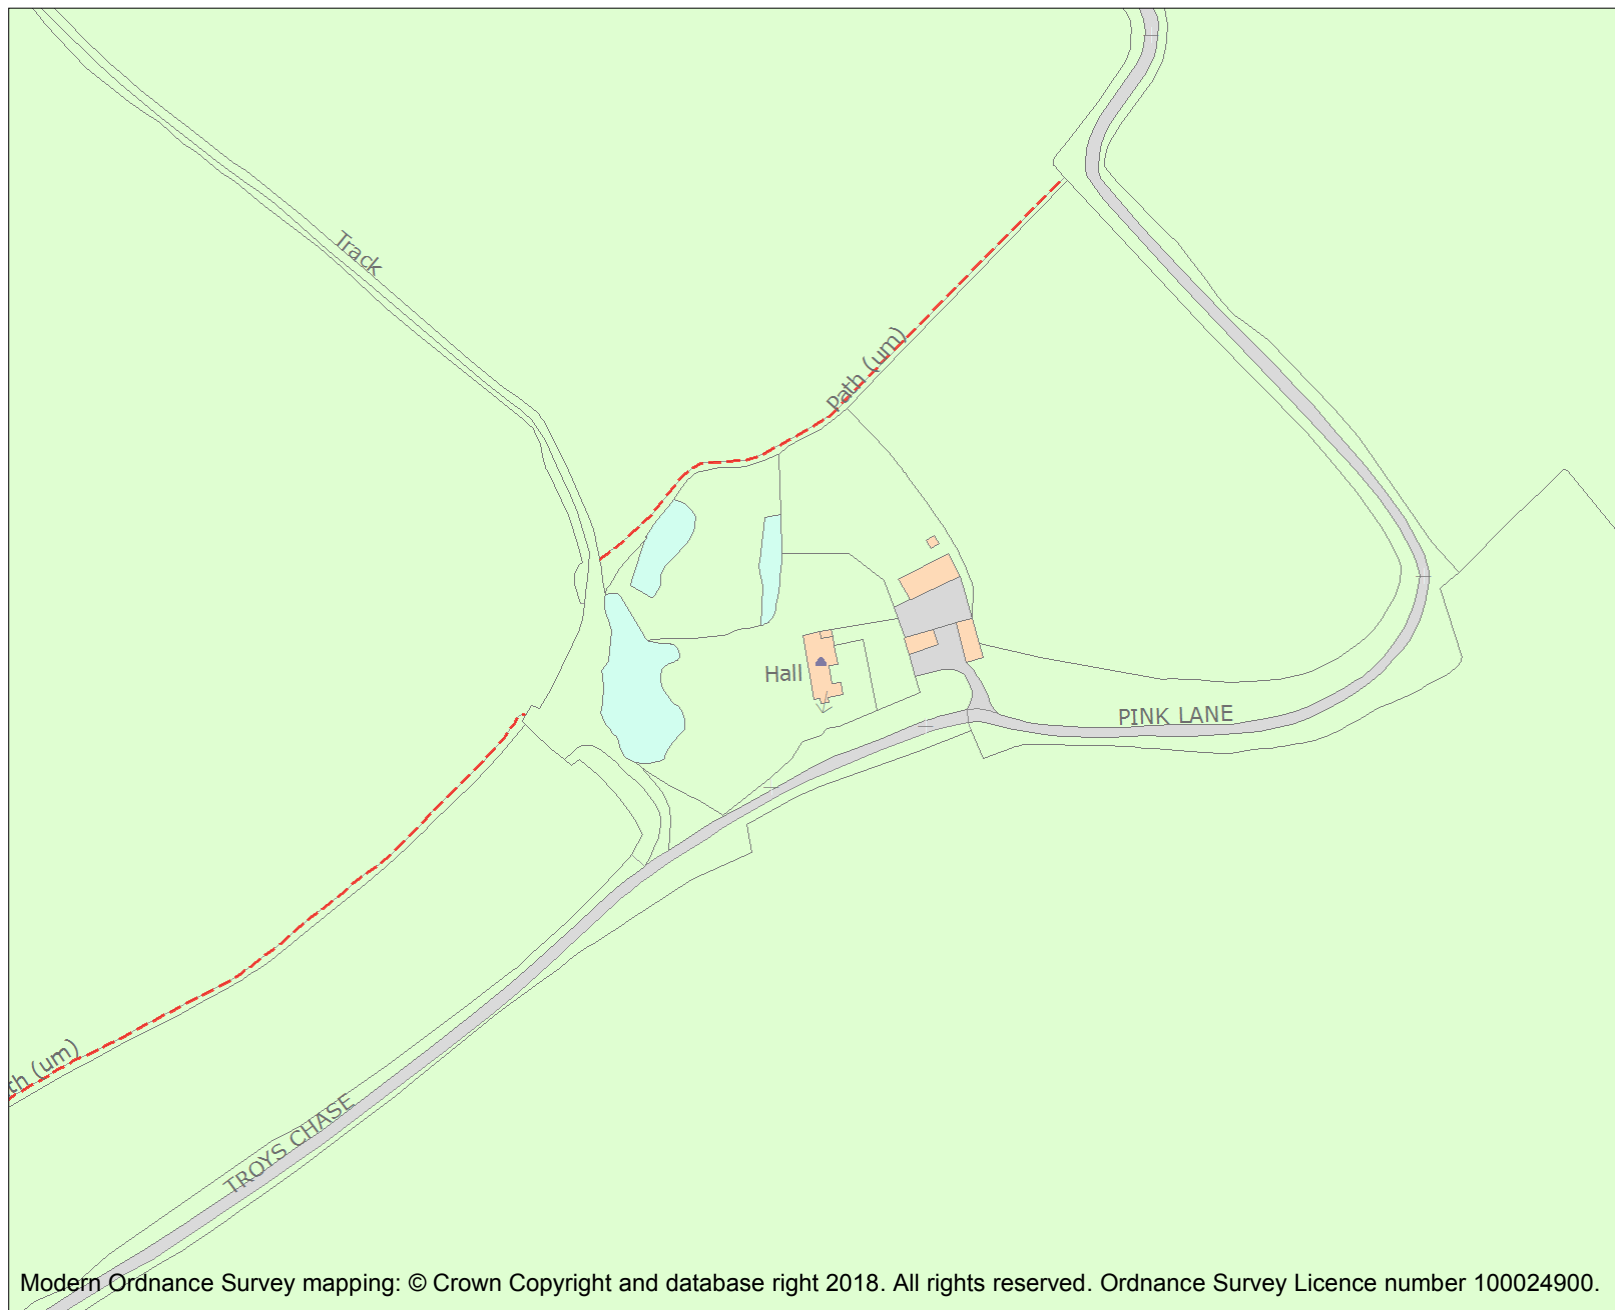 Track
Path (um)
Hall
PINK LANE
th (um)
TROYS CHASE
Modern Ordnance Survey mapping: © Crown Copyright and database right 2018. All rights reserved. Ordnance Survey Licence number 100024900.